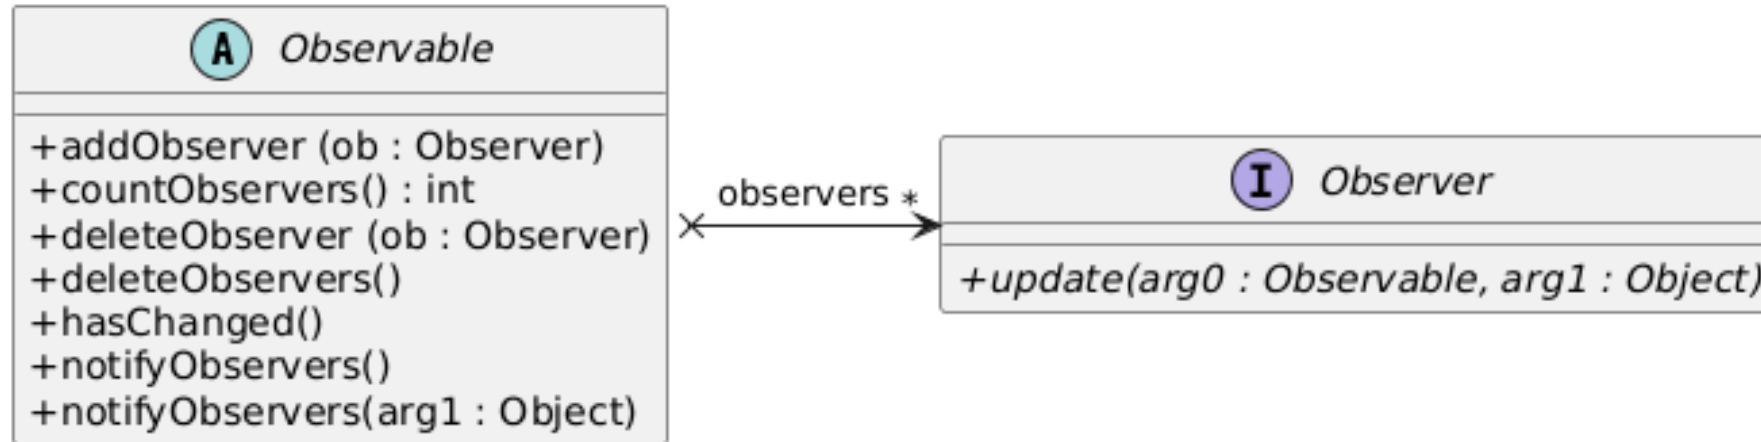 A Observable
+addObserver (ob : Observer)
+countObservers() : int
+deleteObserver (ob : Observer)
+deleteObservers()
+hasChanged()
+notifyObservers()
+notifyObservers(arg1 : Object)
observers *
I Observer
+update(arg0 : Observable, arg1 : Object)